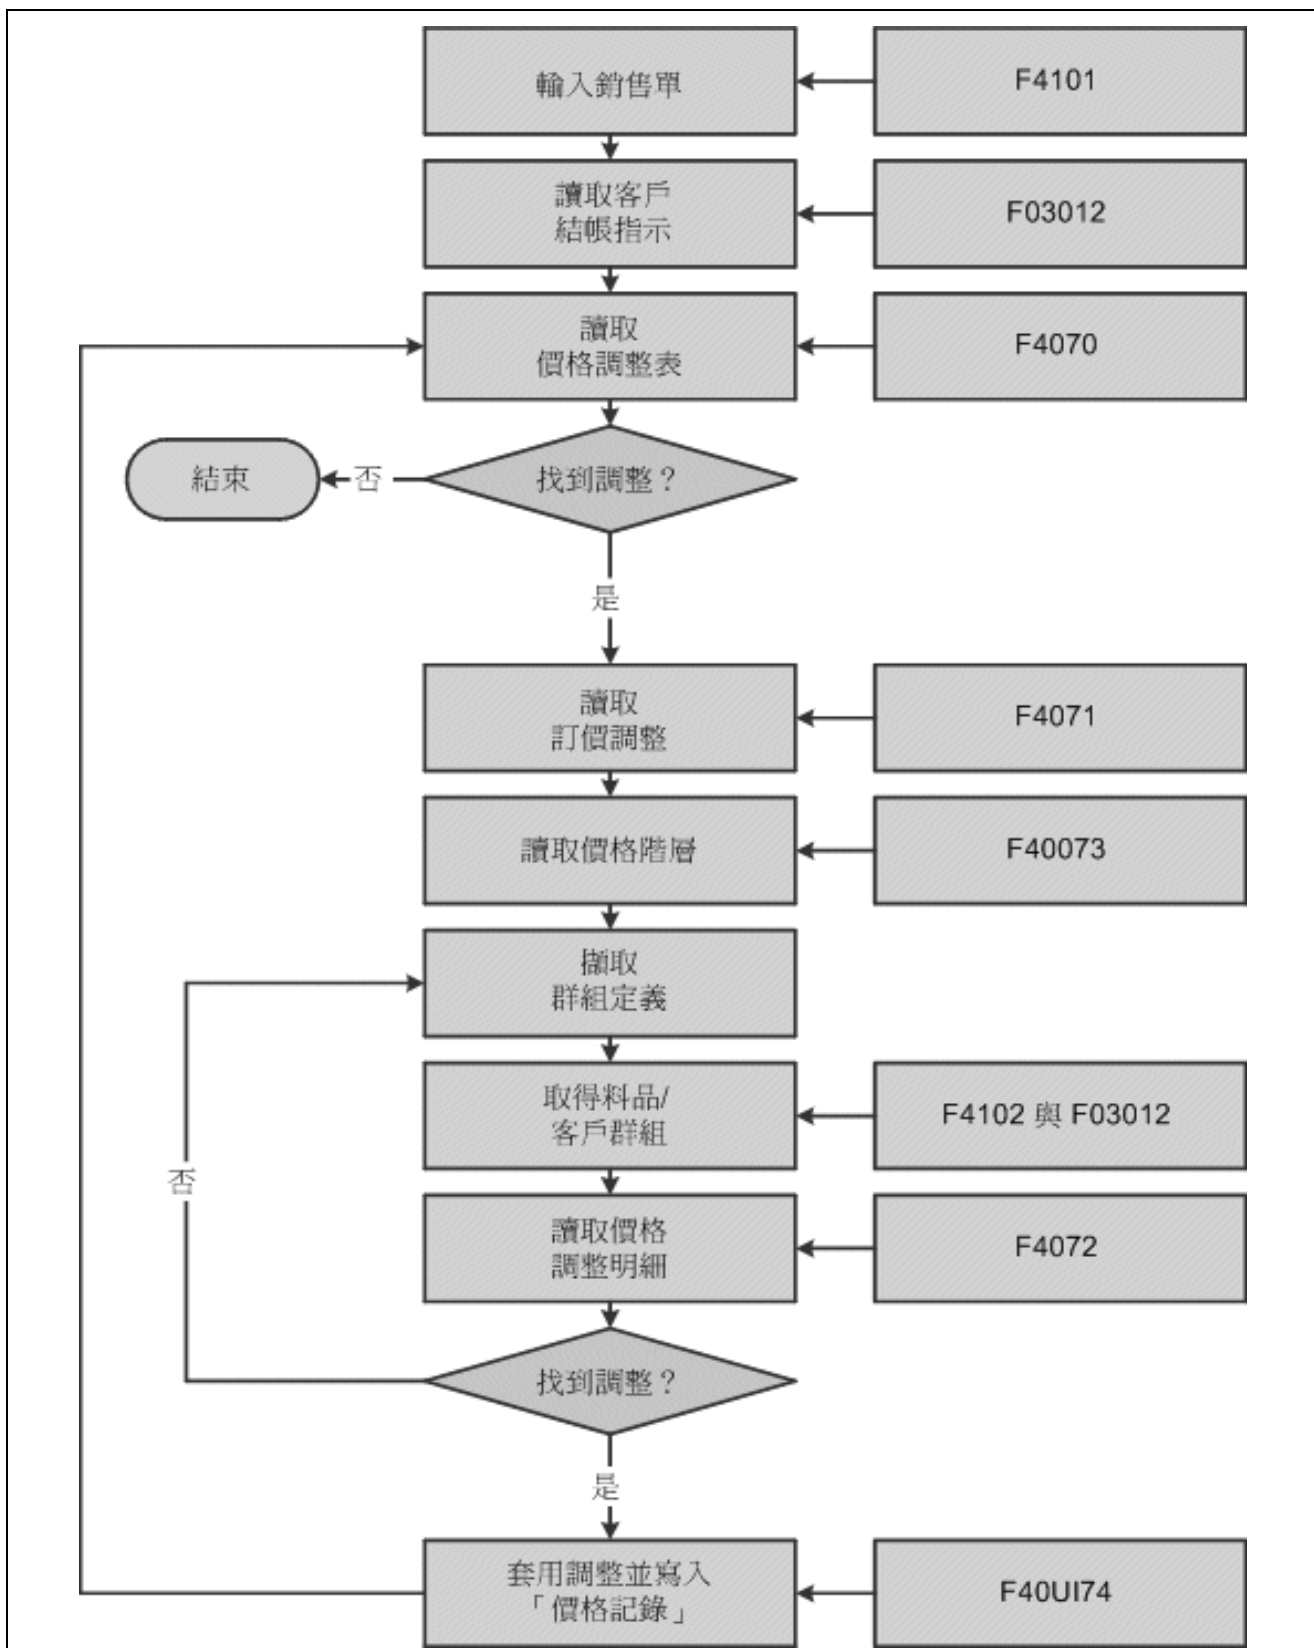 輸入銷售單
F4101
讀取客戶
結帳指示
F03012
讀取
價格調整表
F4070
找到調整？
否
結束
是
讀取
訂價調整
F4071
讀取價格階層
F40073
擷取
群組定義
取得料品/
客戶群組
F4102 與 F03012
讀取價格
調整明細
F4072
找到調整？
否
是
套用調整並寫入
「價格記錄」
F40UI74